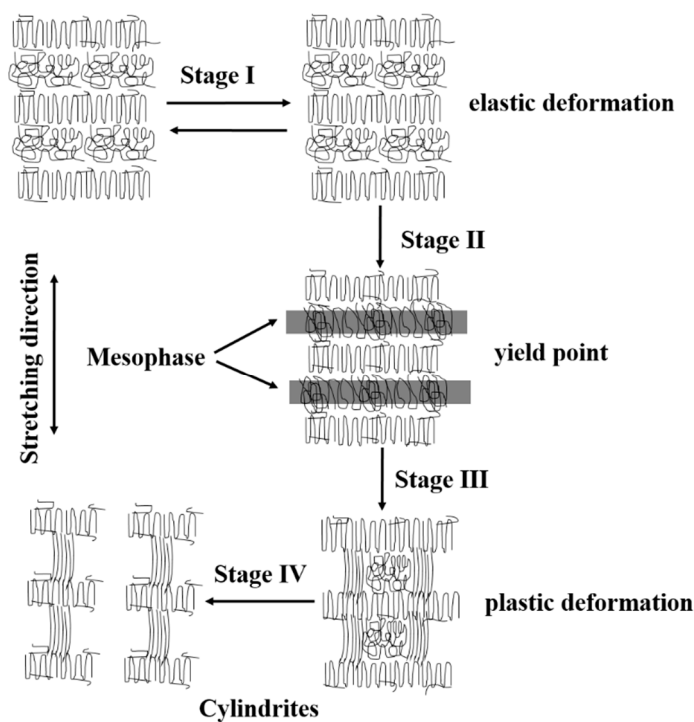 Stage I
elastic deformation
Stage II
Stretching direction
Mesophase
yield point
Stage III
Stage IV
plastic deformation
Cylindrites